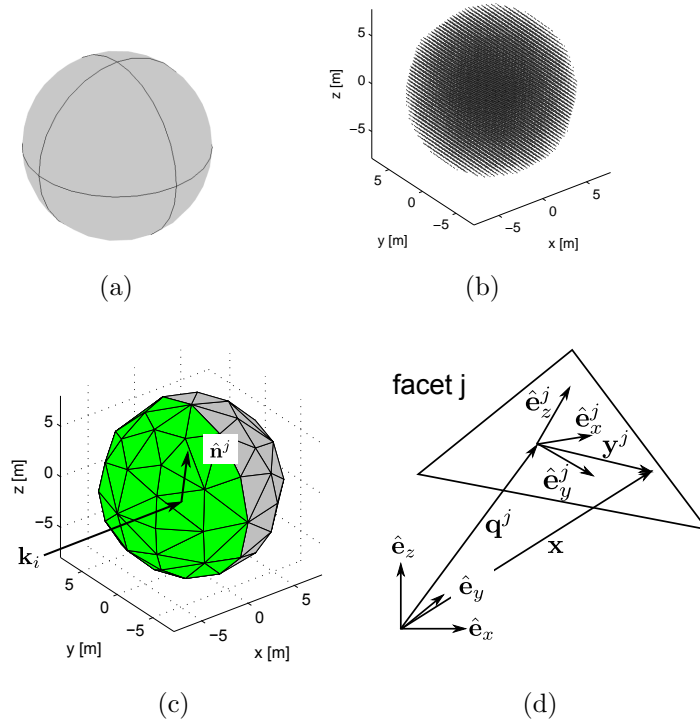 5
0
−5
z [m]
5
0
−5
y [m]
−5
0
5
x [m]
(a)
(b)
5
0
−5
z [m]
n̂ʲ
kᵢ
5
0
−5
y [m]
−5
0
5
x [m]
facet j
ê_z^j
ê_x^j
y^j
ê_y^j
q^j
x
ê_z
ê_y
ê_x
(c)
(d)